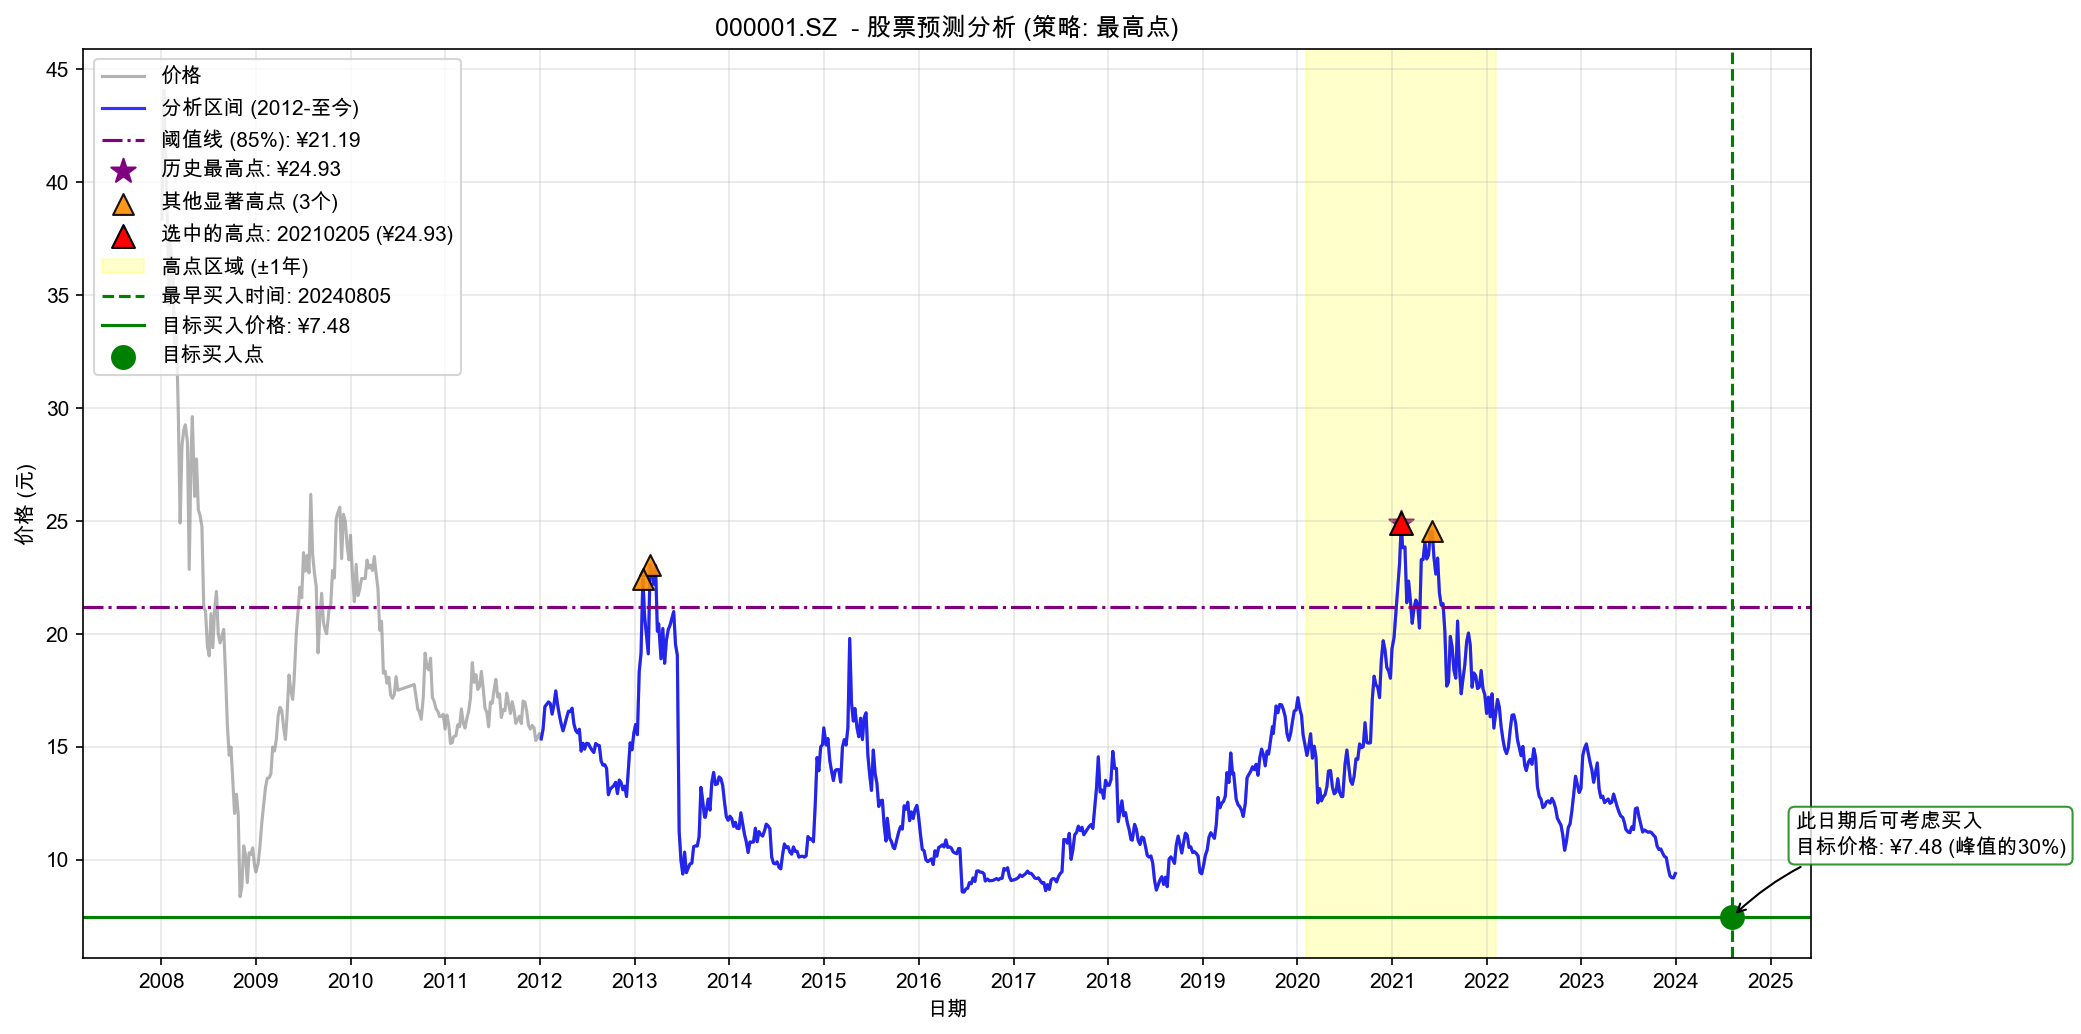 000001.SZ  - 股票预测分析 (策略: 最高点)
价格
分析区间 (2012-至今)
阈值线 (85%): ¥21.19
历史最高点: ¥24.93
其他显著高点 (3个)
选中的高点: 20210205 (¥24.93)
高点区域 (±1年)
最早买入时间: 20240805
目标买入价格: ¥7.48
目标买入点
45
40
35
30
25
20
15
10
价格 (元)
此日期后可考虑买入
目标价格: ¥7.48 (峰值的30%)
2008 2009 2010 2011 2012 2013 2014 2015 2016 2017 2018 2019 2020 2021 2022 2023 2024 2025
日期